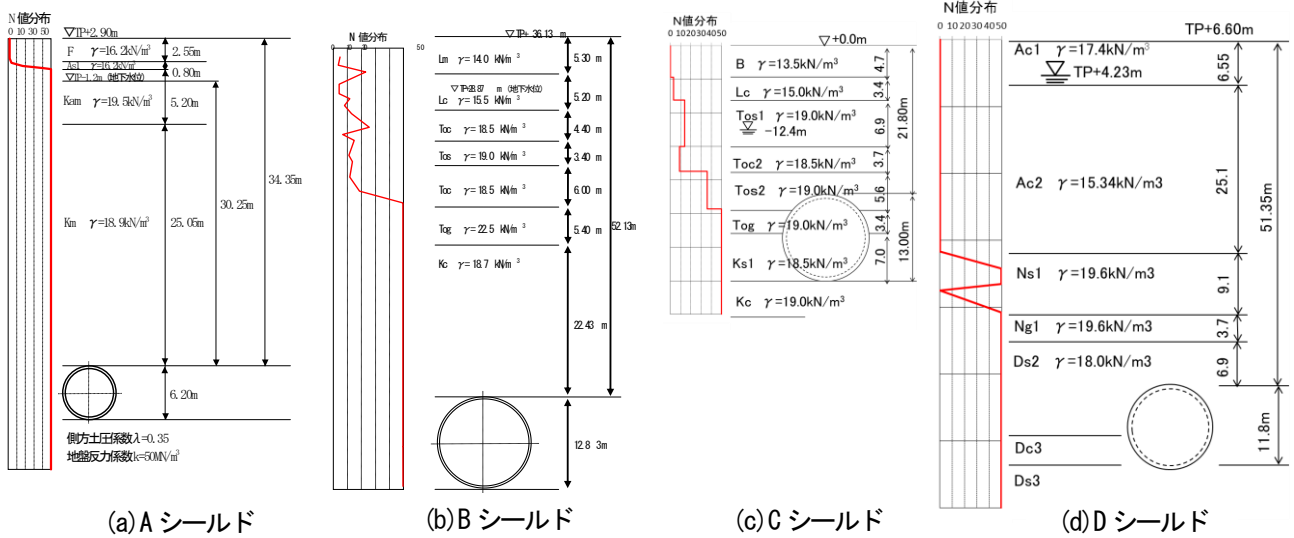 N 値分布
0 10 30 50
▽TP+2.90m
F γ=16.2kN/m³ 2.55m
As1 γ=16.2kN/m³ 0.80m
▽TP-1.2m (地下水位)
Kam γ=19.5kN/m³ 5.20m
Km γ=18.9kN/m³ 25.05m
30.25m
34.35m
6.20m
側方土圧係数λ=0.35
地盤反力係数k=50MN/m³
(a)A シールド
N 値分布
0 10 20 50
▽TP+ 36.13 m
Lm γ=14.0 kN/m³ 5.30 m
▽TP+28.87 m (地下水位)
Lc γ=15.5 kN/m³ 5.20 m
Toc γ=18.5 kN/m³ 4.40 m
Tos γ=19.0 kN/m³ 3.40 m
Toc γ=18.5 kN/m³ 6.00 m
Tog γ=22.5 kN/m³ 5.40 m
52.13m
Kc γ=18.7 kN/m³
22.43 m
12.8 3m
(b)B シールド
N値分布
0 1020304050
▽+0.0m
B γ=13.5kN/m³ 4.7
Lc γ=15.0kN/m³ 3.4
Tos1 γ=19.0kN/m³ 6.9
-12.4m
21.80m
Toc2 γ=18.5kN/m³ 3.7
Tos2 γ=19.0kN/m³ 5.6
Tog γ=19.0kN/m³ 3.4
13.00m
Ks1 γ=18.5kN/m³ 7.0
Kc γ=19.0kN/m³
(c)C シールド
N値分布
0 1020304050
TP+6.60m
Ac1 γ=17.4kN/m³ 6.55
TP+4.23m
Ac2 γ=15.34kN/m3 25.1
51.35m
Ns1 γ=19.6kN/m3 9.1
Ng1 γ=19.6kN/m3 3.7
Ds2 γ=18.0kN/m3 6.9
11.8m
Dc3
Ds3
(d)D シールド